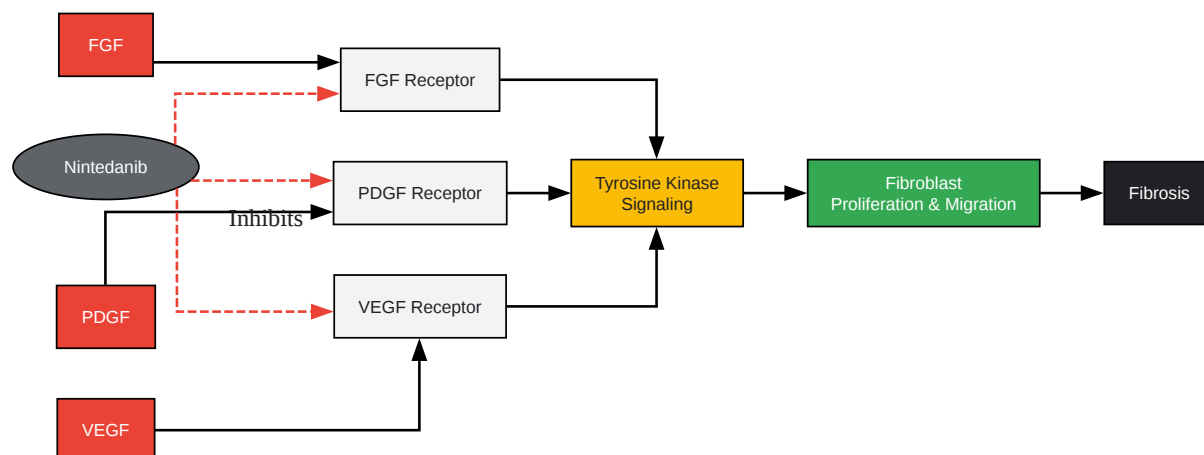 FGF
FGF Receptor
Nintedanib
PDGF Receptor
Tyrosine Kinase
Signaling
Fibroblast
Proliferation & Migration
Fibrosis
Inhibits
PDGF
VEGF Receptor
VEGF